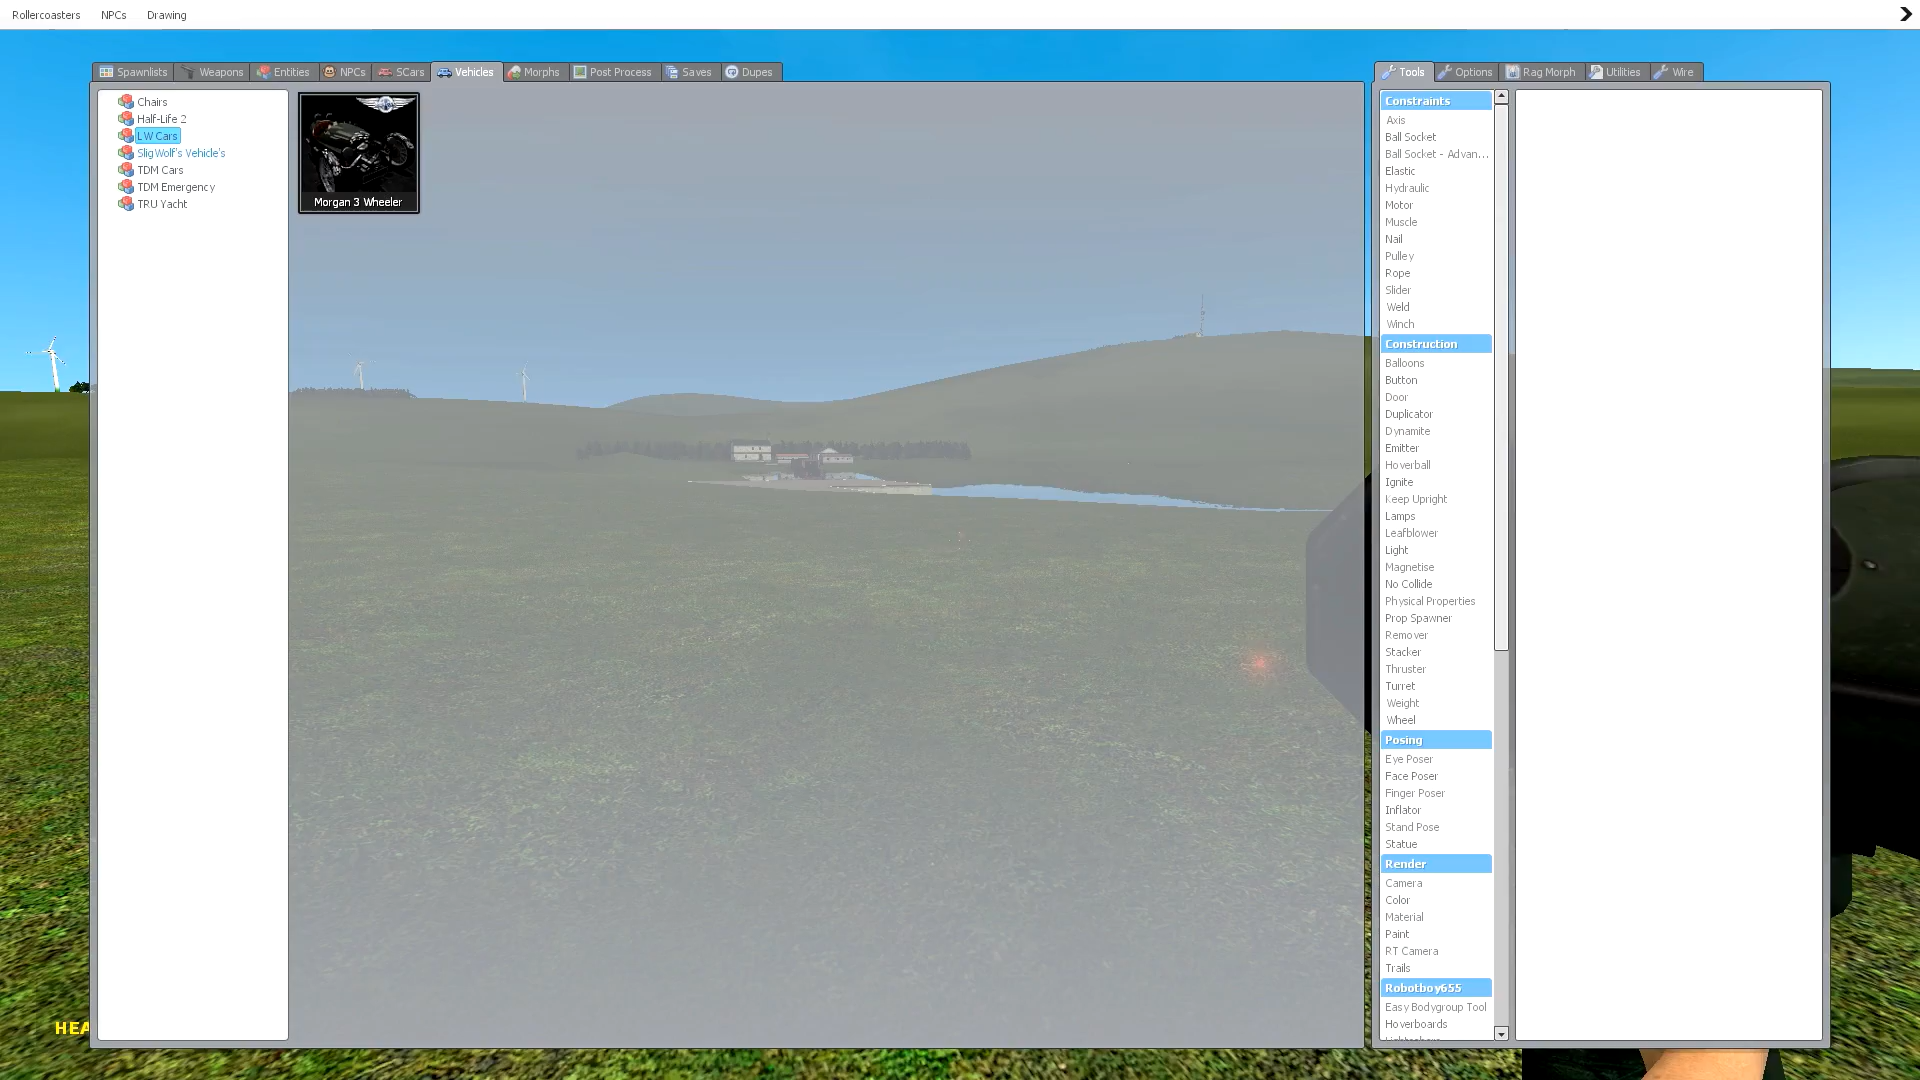 Rollercoasters NPCs Drawing
Spawnlists Weapons Entities NPCs SCars Vehicles Morphs Post Process Saves Dupes
Chairs
Half-Life 2
LW Cars
SligWolf's Vehicle's
TDM Cars
TDM Emergency
TRU Yacht
Morgan 3 Wheeler
Tools Options Rag Morph Utilities Wire
Constraints
Axis
Ball Socket
Ball Socket - Advan...
Elastic
Hydraulic
Motor
Muscle
Nail
Pulley
Rope
Slider
Weld
Winch
Construction
Balloons
Button
Door
Duplicator
Dynamite
Emitter
Hoverball
Ignite
Keep Upright
Lamps
Leafblower
Light
Magnetise
No Collide
Physical Properties
Prop Spawner
Remover
Stacker
Thruster
Turret
Weight
Wheel
Posing
Eye Poser
Face Poser
Finger Poser
Inflator
Stand Pose
Statue
Render
Camera
Color
Material
Paint
RT Camera
Trails
Robotboy655
Easy Bodygroup Tool
Hoverboards
HEA